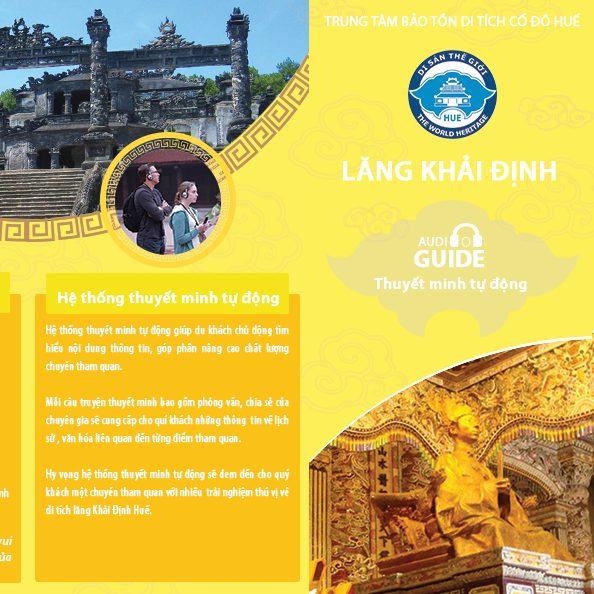 TRUNG TÂM BẢO TỒN DI TÍCH CỐ ĐÔ HUẾ
DI SẢN THẾ GIỚI
HUE
THE WORLD HERITAGE
LĂNG KHẢI ĐỊNH
AUDIO
GUIDE
Thuyết minh tự động
Hệ thống thuyết minh tự động
Hệ thống thuyết minh tự động giúp du khách chủ động tìm
hiểu nội dung thông tin, góp phần nâng cao chất lượng
chuyến tham quan.
Mỗi câu truyện thuyết minh bao gồm phỏng vấn, chia sẻ của
chuyên gia sẽ cung cấp cho quí khách những thông tin về lịch
sử , văn hóa liên quan đến từng điểm tham quan.
Hy vọng hệ thống thuyết minh tự động sẽ đem đến cho quý
khách một chuyến tham quan với nhiều trải nghiệm thú vị về
di tích lăng Khải Định Huế.